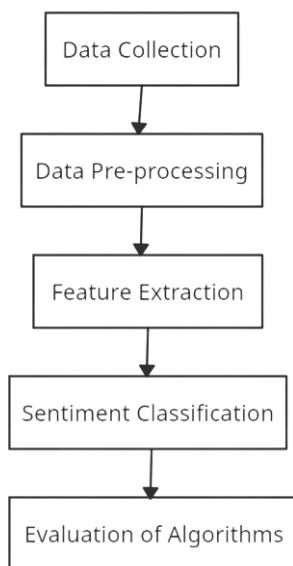 Data Collection
Data Pre-processing
Feature Extraction
Sentiment Classification
Evaluation of Algorithms